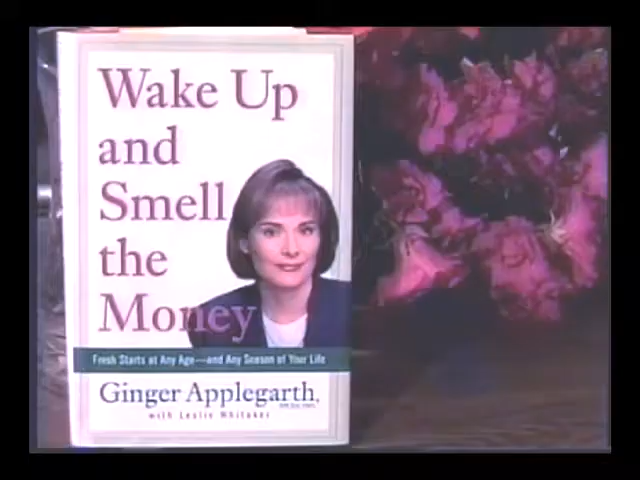 Wake Up
and
Smell
the
Money
Fresh Starts at Any Age—and Any Season of Your Life
Ginger Applegarth,
with Leslie Whitaker